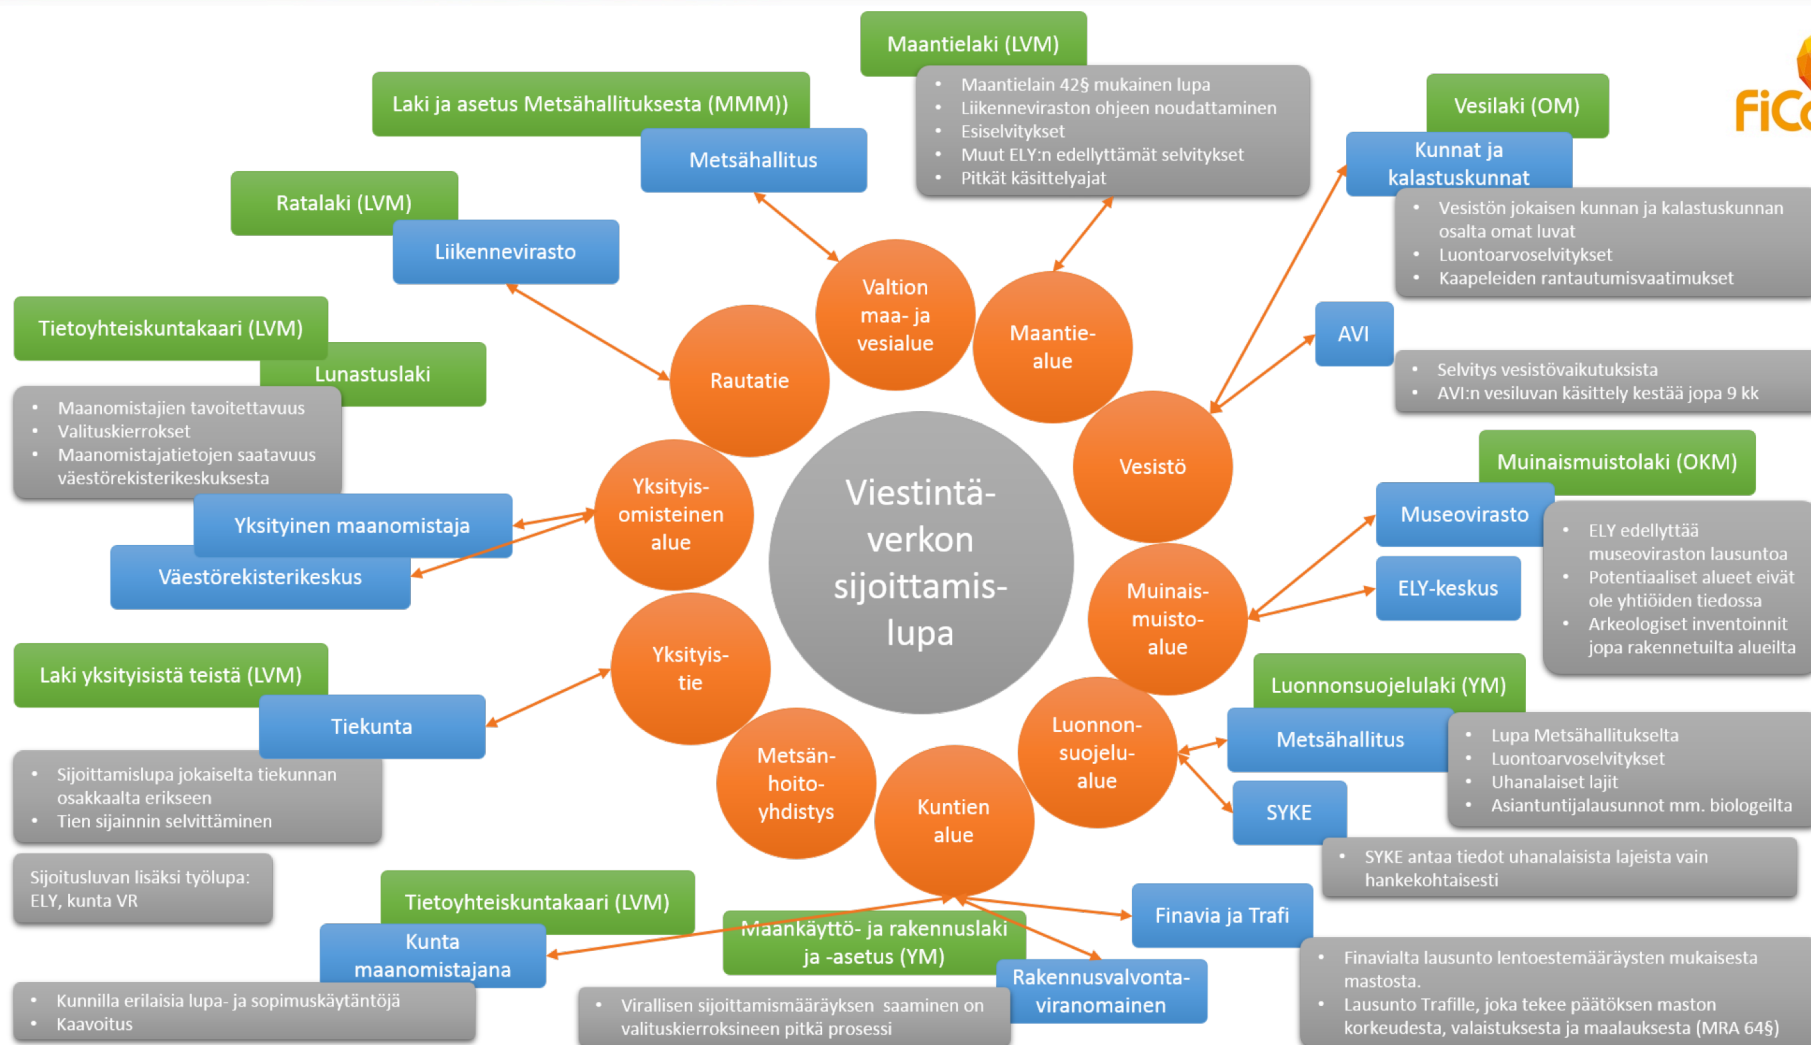 Maantielaki (LVM)
• Maantielain 42§ mukainen lupa
• Liikenneviraston ohjeen noudattaminen
• Esiselvitykset
• Muut ELY:n edellyttämät selvitykset
• Pitkät käsittelyajat
Laki ja asetus Metsähallituksesta (MMM))
Metsähallitus
Ratalaki (LVM)
Liikennevirasto
Vesilaki (OM)
Kunnat ja
kalastuskunnat
• Vesistön jokaisen kunnan ja kalastuskunnan
osalta omat luvat
• Luontoarvoselvitykset
• Kaapeleiden rantautumisvaatimukset
AVI
• Selvitys vesistövaikutuksista
• AVI:n vesiluvan käsittely kestää jopa 9 kk
Tietoyhteiskuntakaari (LVM)
Lunastuslaki
• Maanomistajien tavoitettavuus
• Valituskierrokset
• Maanomistajatietojen saatavuus
väestörekisterikeskuksesta
Yksityinen maanomistaja
Väestörekisterikeskus
Valtion
maa- ja
vesialue
Maantie-
alue
Rautatie
Vesistö
Yksityis-
omisteinen
alue
Viestintä-
verkon
sijoittamis-
lupa
Muinais-
muisto-
alue
Yksityis-
tie
Luonnon-
suojelu-
alue
Metsän-
hoito-
yhdistys
Kuntien
alue
Muinaismuistolaki (OKM)
Museovirasto
ELY-keskus
• ELY edellyttää
museoviraston lausuntoa
• Potentiaaliset alueet eivät
ole yhtiöiden tiedossa
• Arkeologiset inventoinnit
jopa rakennetuilta alueilta
Luonnonsuojelulaki (YM)
Metsähallitus
• Lupa Metsähallitukselta
• Luontoarvoselvitykset
• Uhanalaiset lajit
• Asiantuntijalausunnot mm. biologeilta
SYKE
• SYKE antaa tiedot uhanalaisista lajeista vain
hankekohtaisesti
Laki yksityisistä teistä (LVM)
Tiekunta
• Sijoittamislupa jokaiselta tiekunnan
osakkaalta erikseen
• Tien sijainnin selvittäminen
Sijoitusluvan lisäksi työlupa:
ELY, kunta VR
Tietoyhteiskuntakaari (LVM)
Kunta
maanomistajana
• Kunnilla erilaisia lupa- ja sopimuskäytäntöjä
• Kaavoitus
Maankäyttö- ja rakennuslaki
ja -asetus (YM)
Rakennusvalvonta-
viranomainen
• Virallisen sijoittamismääräyksen saaminen on
valituskierroksineen pitkä prosessi
Finavia ja Trafi
• Finavialta lausunto lentoestemääräysten mukaisesta
mastosta.
• Lausunto Trafille, joka tekee päätöksen maston
korkeudesta, valaistuksesta ja maalauksesta (MRA 64§)